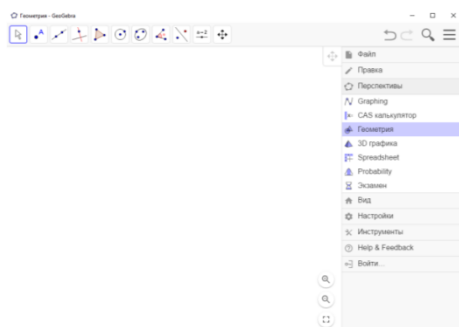 Геометрия - GeoGebra
A
a=2
Файл
Правка
Перспективы
Graphing
CAS калькулятор
Геометрия
3D графика
Spreadsheet
Probability
Экзамен
Вид
Настройки
Инструменты
Help & Feedback
Войти...